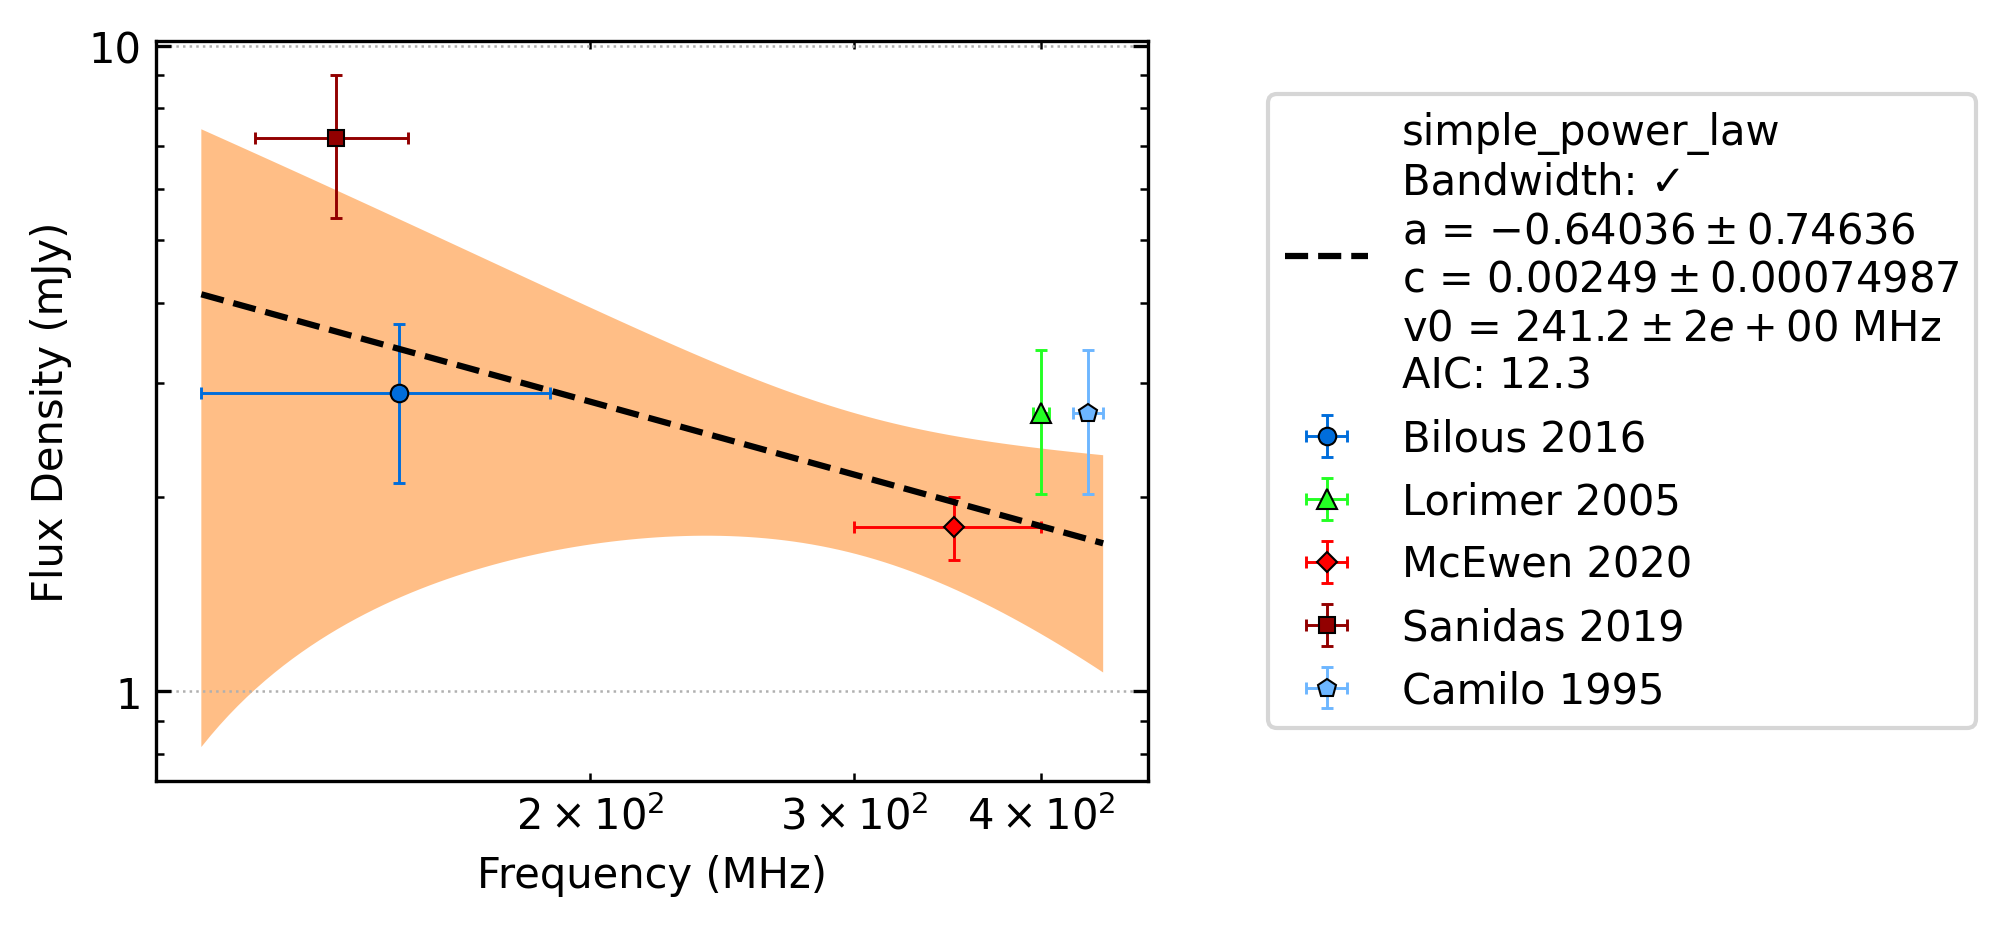 10
1
Flux Density (mJy)
2 × 10² 3 × 10² 4 × 10²
Frequency (MHz)
simple_power_law
Bandwidth: ✓
a = −0.64036 ± 0.74636
c = 0.00249 ± 0.00074987
v0 = 241.2 ± 2e + 00 MHz
AIC: 12.3
Bilous 2016
Lorimer 2005
McEwen 2020
Sanidas 2019
Camilo 1995